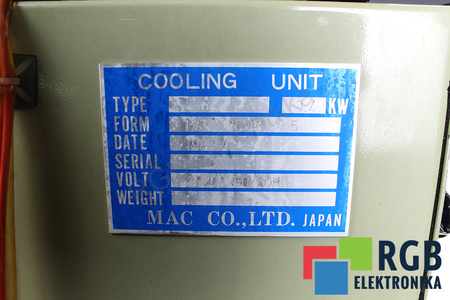 COOLING UNIT
TYPE KW
FORM
DATE
SERIAL
VOLT
WEIGHT
MAC CO.,LTD. JAPAN
RGB
ELEKTRONIKA